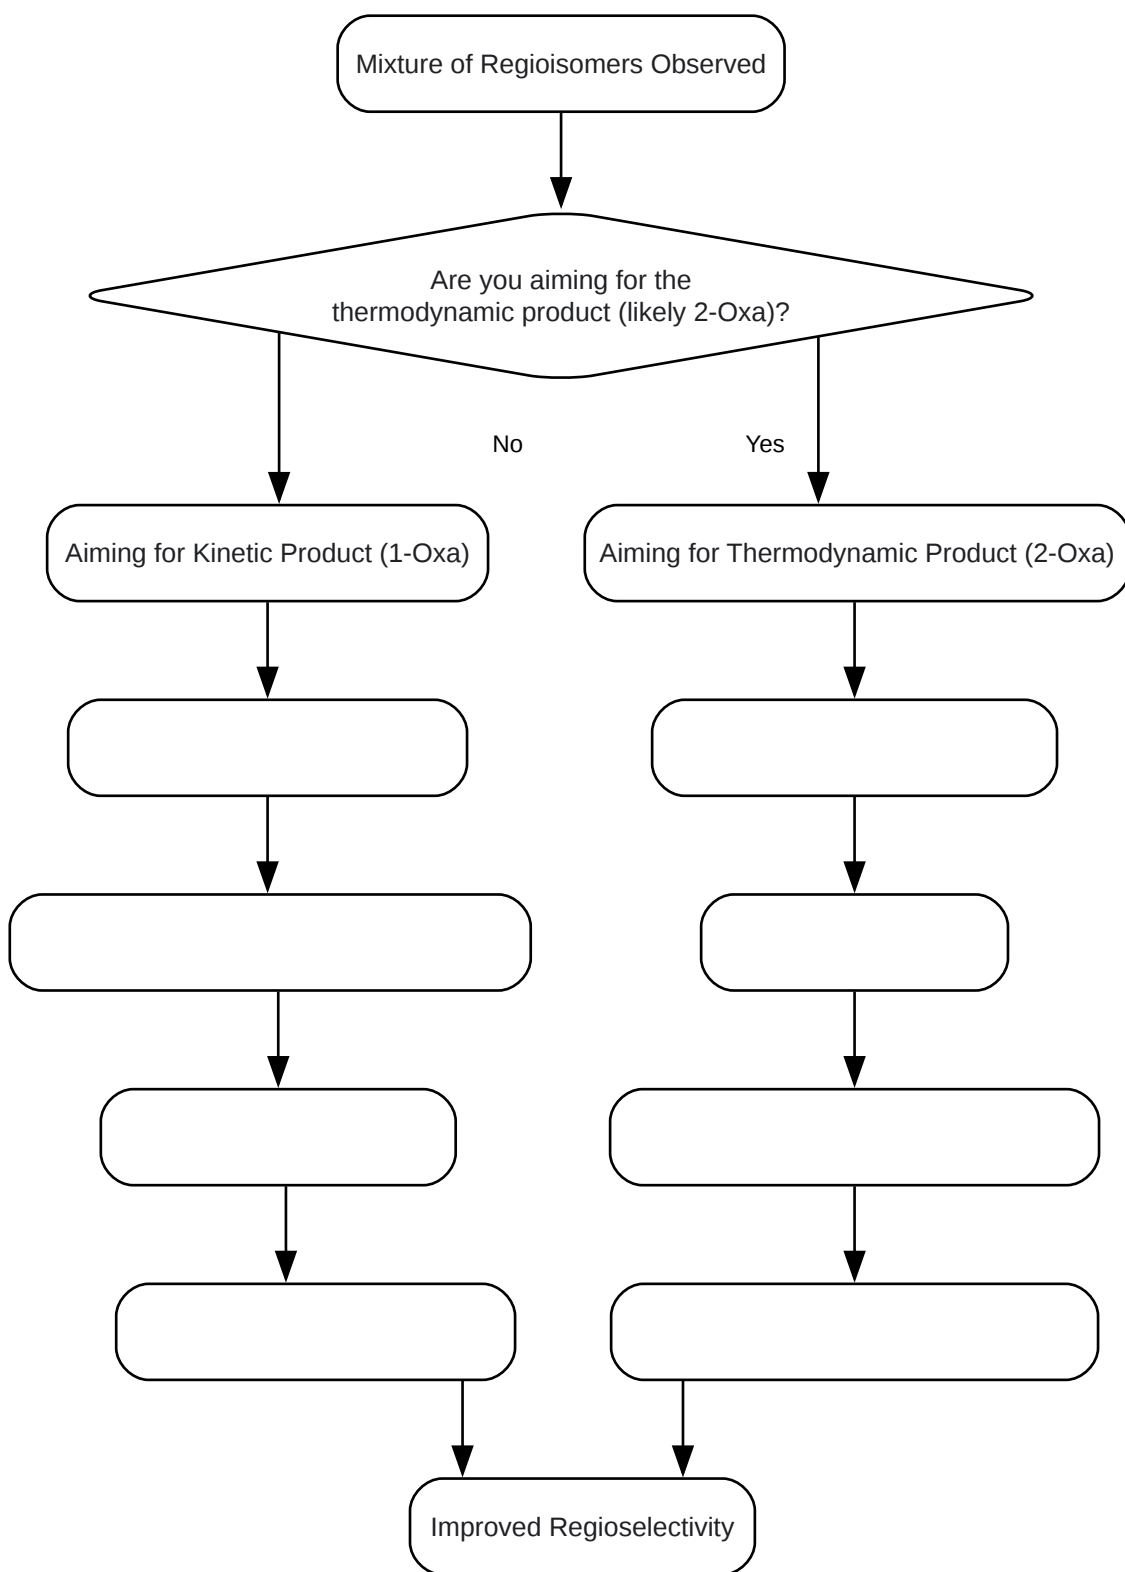 Mixture of Regioisomers Observed
Are you aiming for the
thermodynamic product (likely 2-Oxa)?
No
Yes
Aiming for Kinetic Product (1-Oxa)
Aiming for Thermodynamic Product (2-Oxa)
Improved Regioselectivity